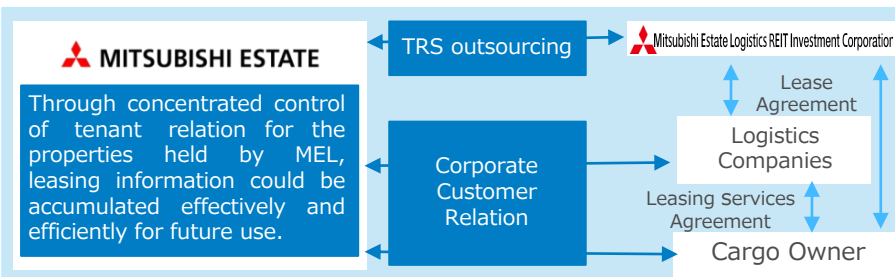 MITSUBISHI ESTATE
Through concentrated control
of tenant relation for the
properties held by MEL,
leasing information could be
accumulated effectively and
efficiently for future use.
TRS outsourcing
Corporate
Customer
Relation
Mitsubishi Estate Logistics REIT Investment Corporation
Lease
Agreement
Logistics
Companies
Leasing Services
Agreement
Cargo Owner